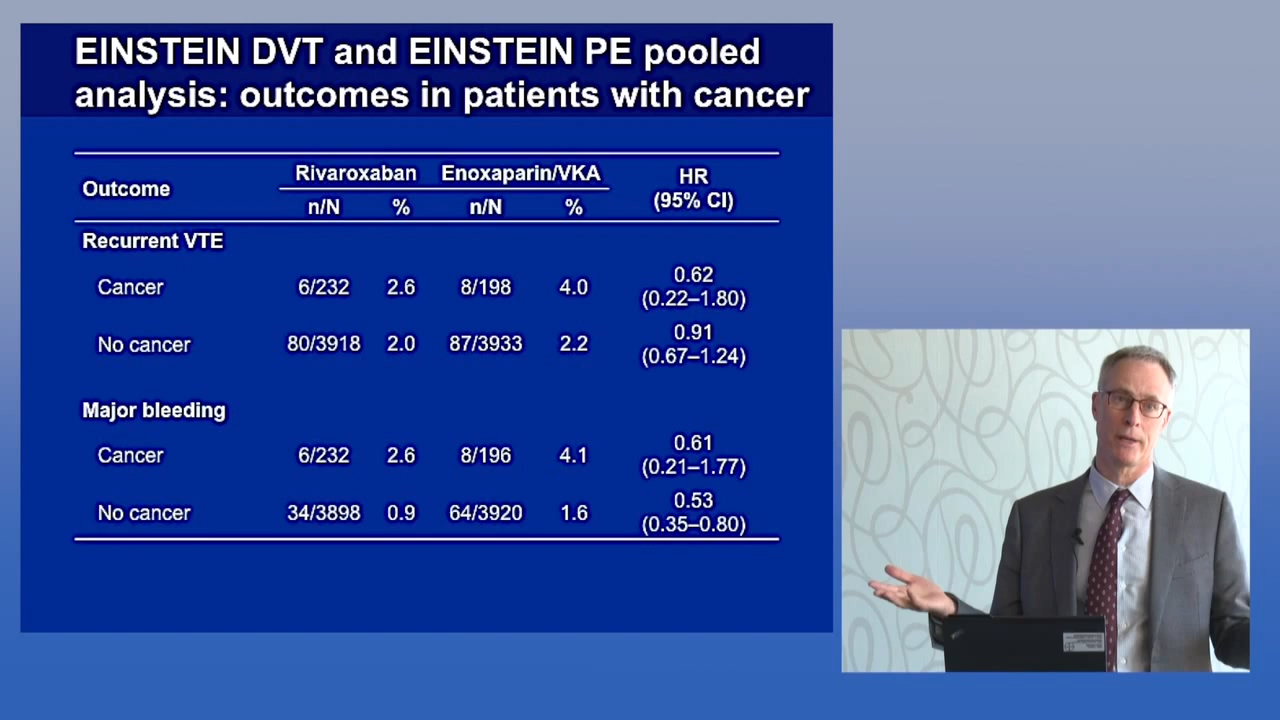 EINSTEIN DVT and EINSTEIN PE pooled
analysis: outcomes in patients with cancer
Outcome Rivaroxaban Enoxaparin/VKA HR
(95% CI)
n/N % n/N %
Recurrent VTE
Cancer 6/232 2.6 8/198 4.0 0.62
(0.22–1.80)
No cancer 80/3918 2.0 87/3933 2.2 0.91
(0.67–1.24)
Major bleeding
Cancer 6/232 2.6 8/196 4.1 0.61
(0.21–1.77)
No cancer 34/3898 0.9 64/3920 1.6 0.53
(0.35–0.80)